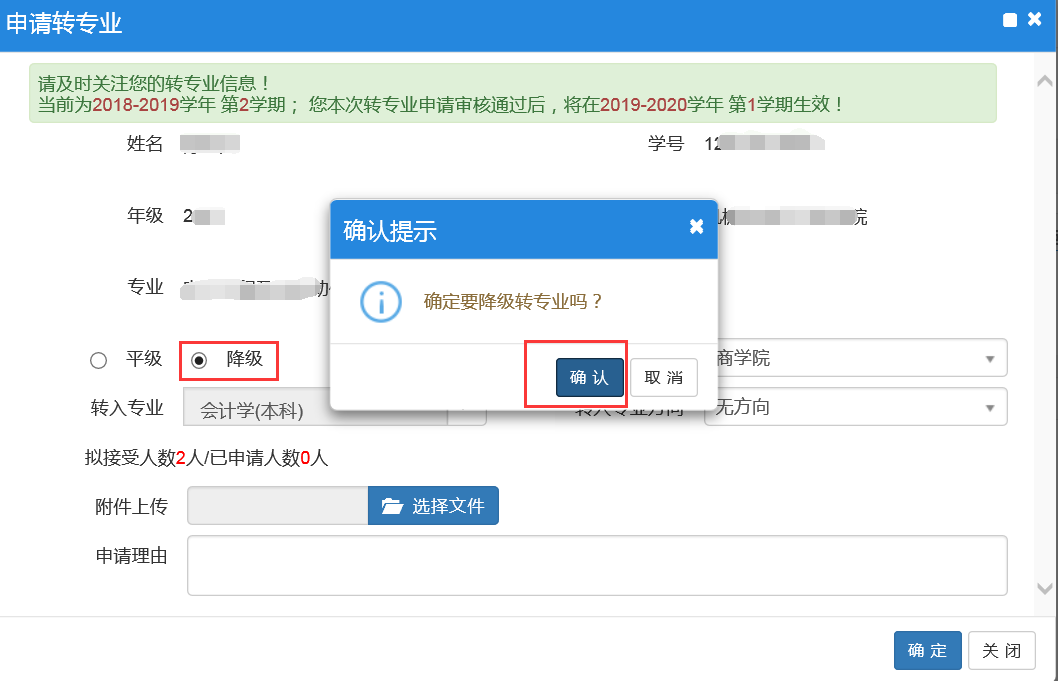 申请转专业
请及时关注您的转专业信息！
当前为2018-2019学年 第2学期； 您本次转专业申请审核通过后，将在2019-2020学年 第1学期生效！
姓名
学号 12
年级 2
院
专业
确认提示
确定要降级转专业吗？
确 认 取 消
平级 降级
商学院
转入专业 会计学(本科) 转入专业方向 无方向
拟接受人数2人/已申请人数0人
附件上传 选择文件
申请理由
确 定 关 闭